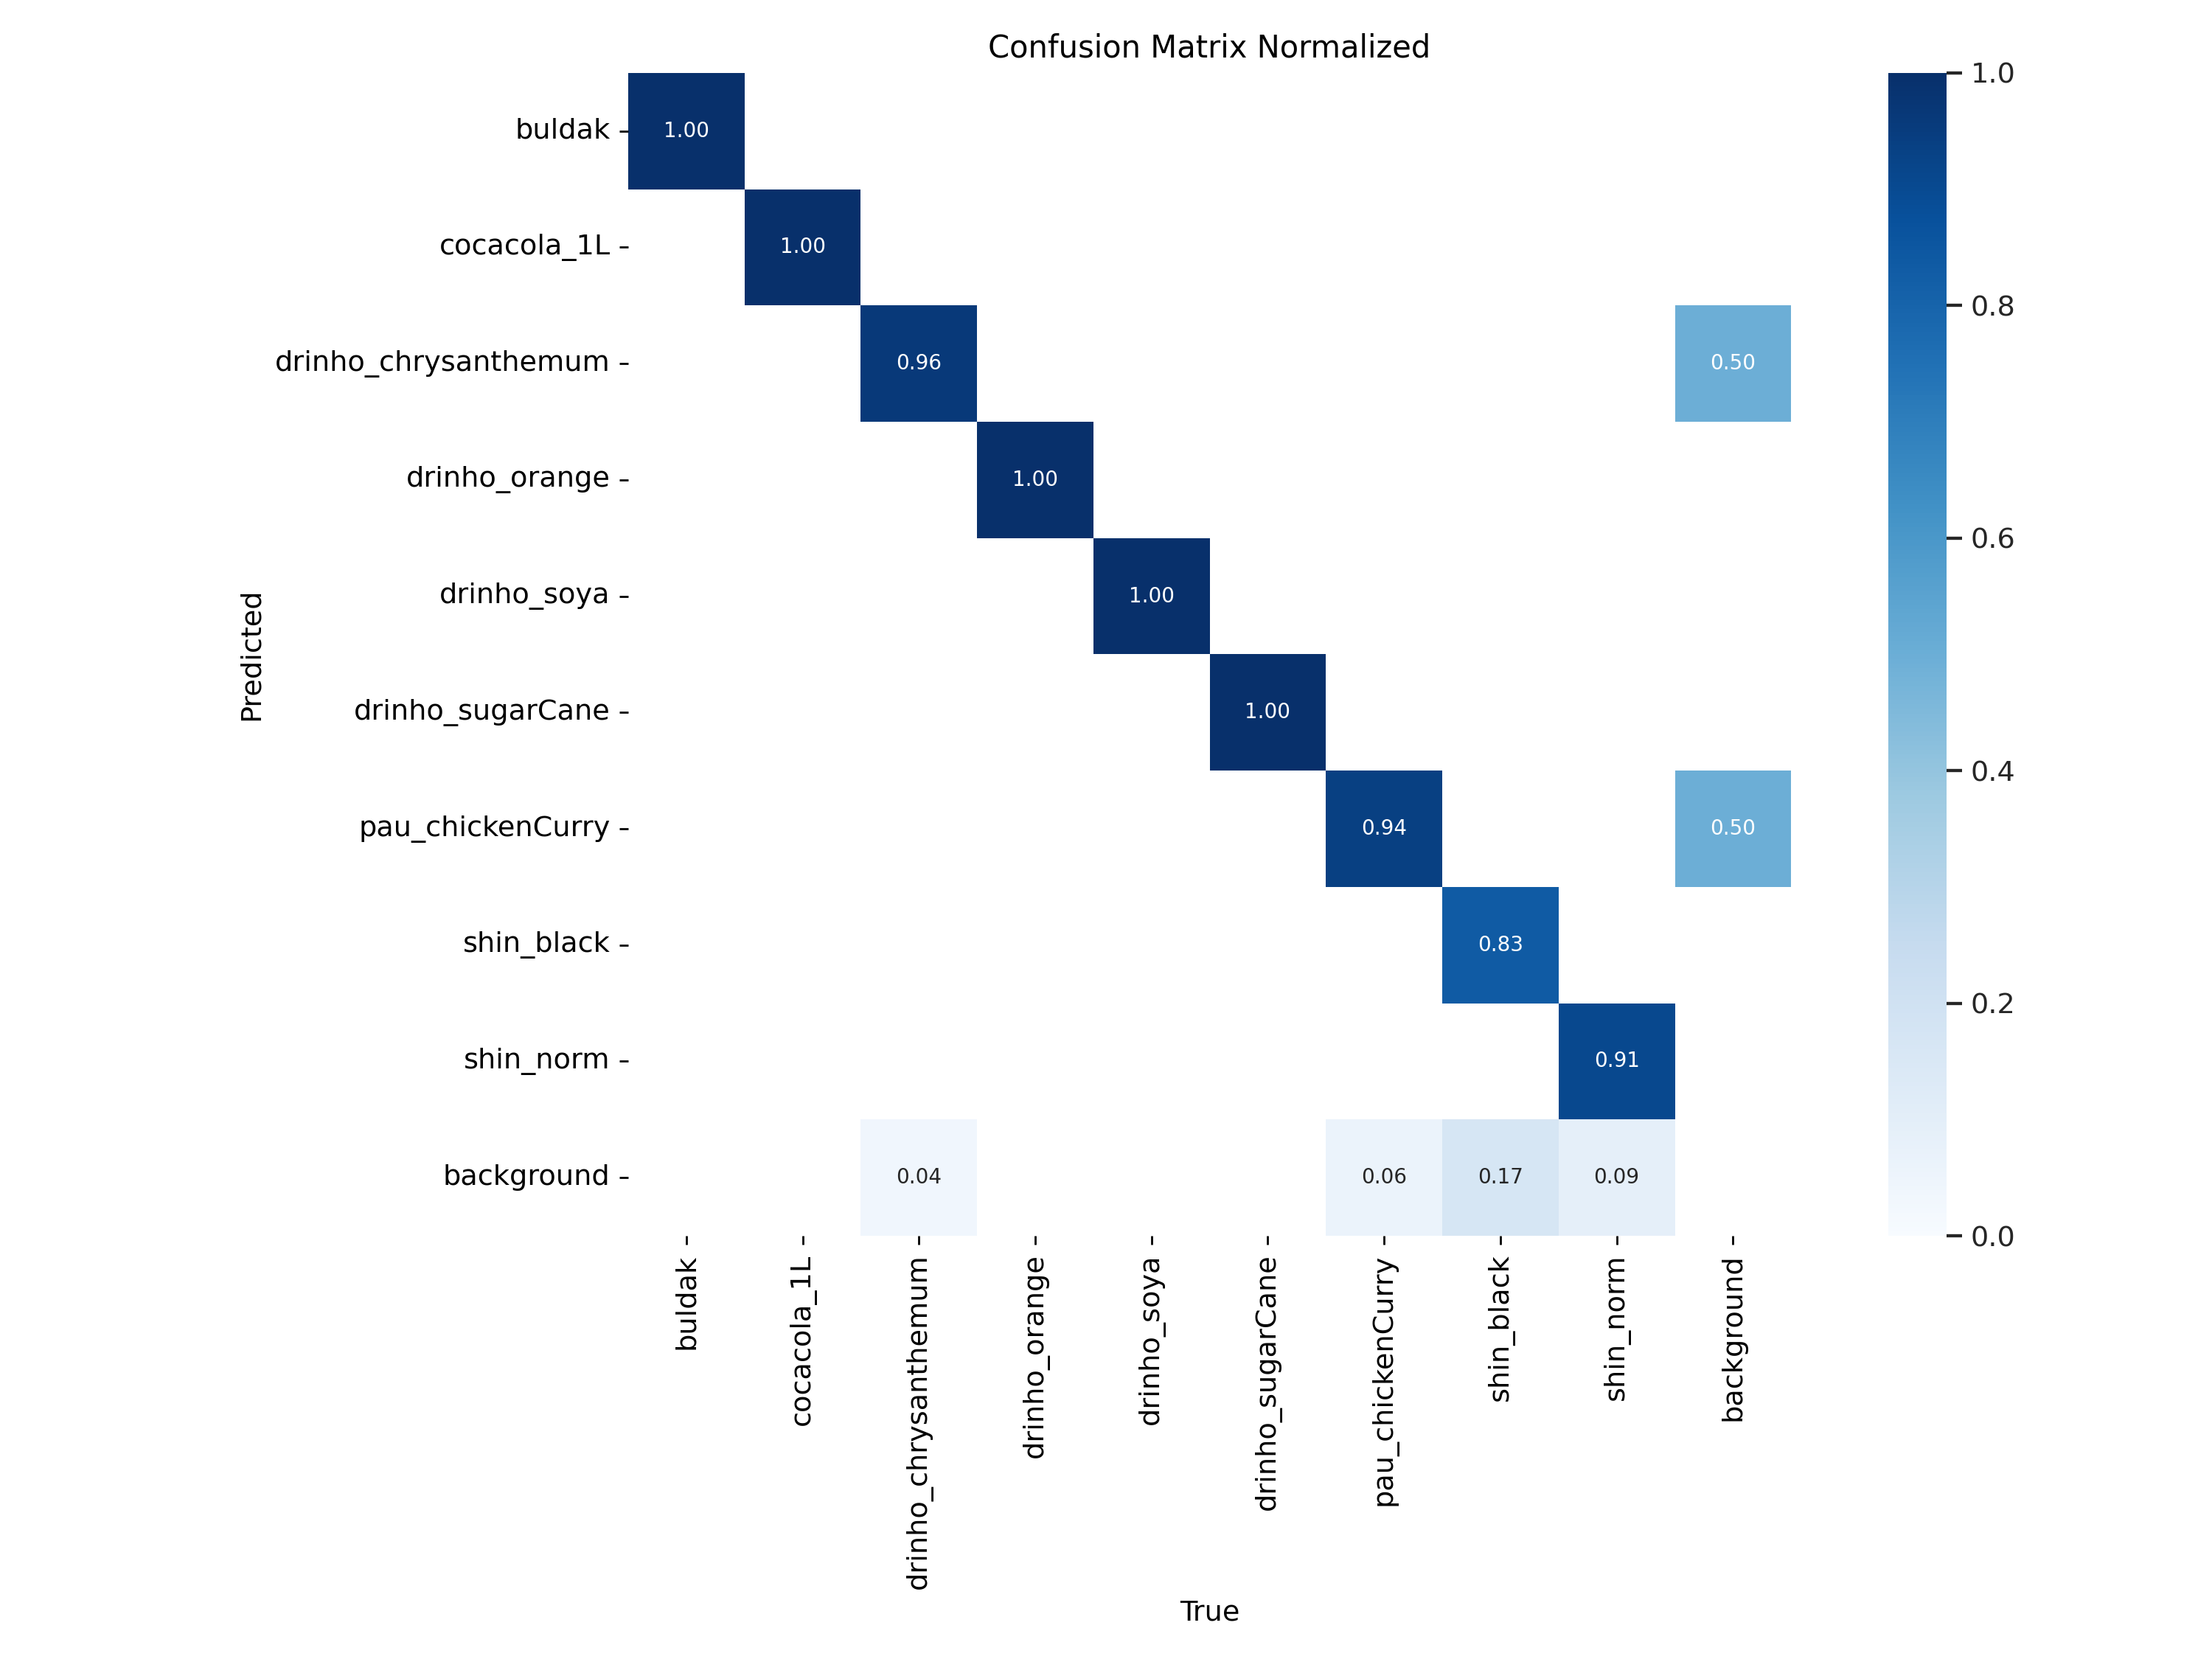 Confusion Matrix Normalized
buldak
1.00
cocacola_1L
1.00
drinho_chrysanthemum
0.96
0.50
drinho_orange
1.00
drinho_soya
1.00
drinho_sugarCane
1.00
pau_chickenCurry
0.94
0.50
shin_black
0.83
shin_norm
0.91
background
0.04
0.06
0.17
0.09
Predicted
buldak
cocacola_1L
drinho_chrysanthemum
drinho_orange
drinho_soya
drinho_sugarCane
pau_chickenCurry
shin_black
shin_norm
background
True
1.0
0.8
0.6
0.4
0.2
0.0